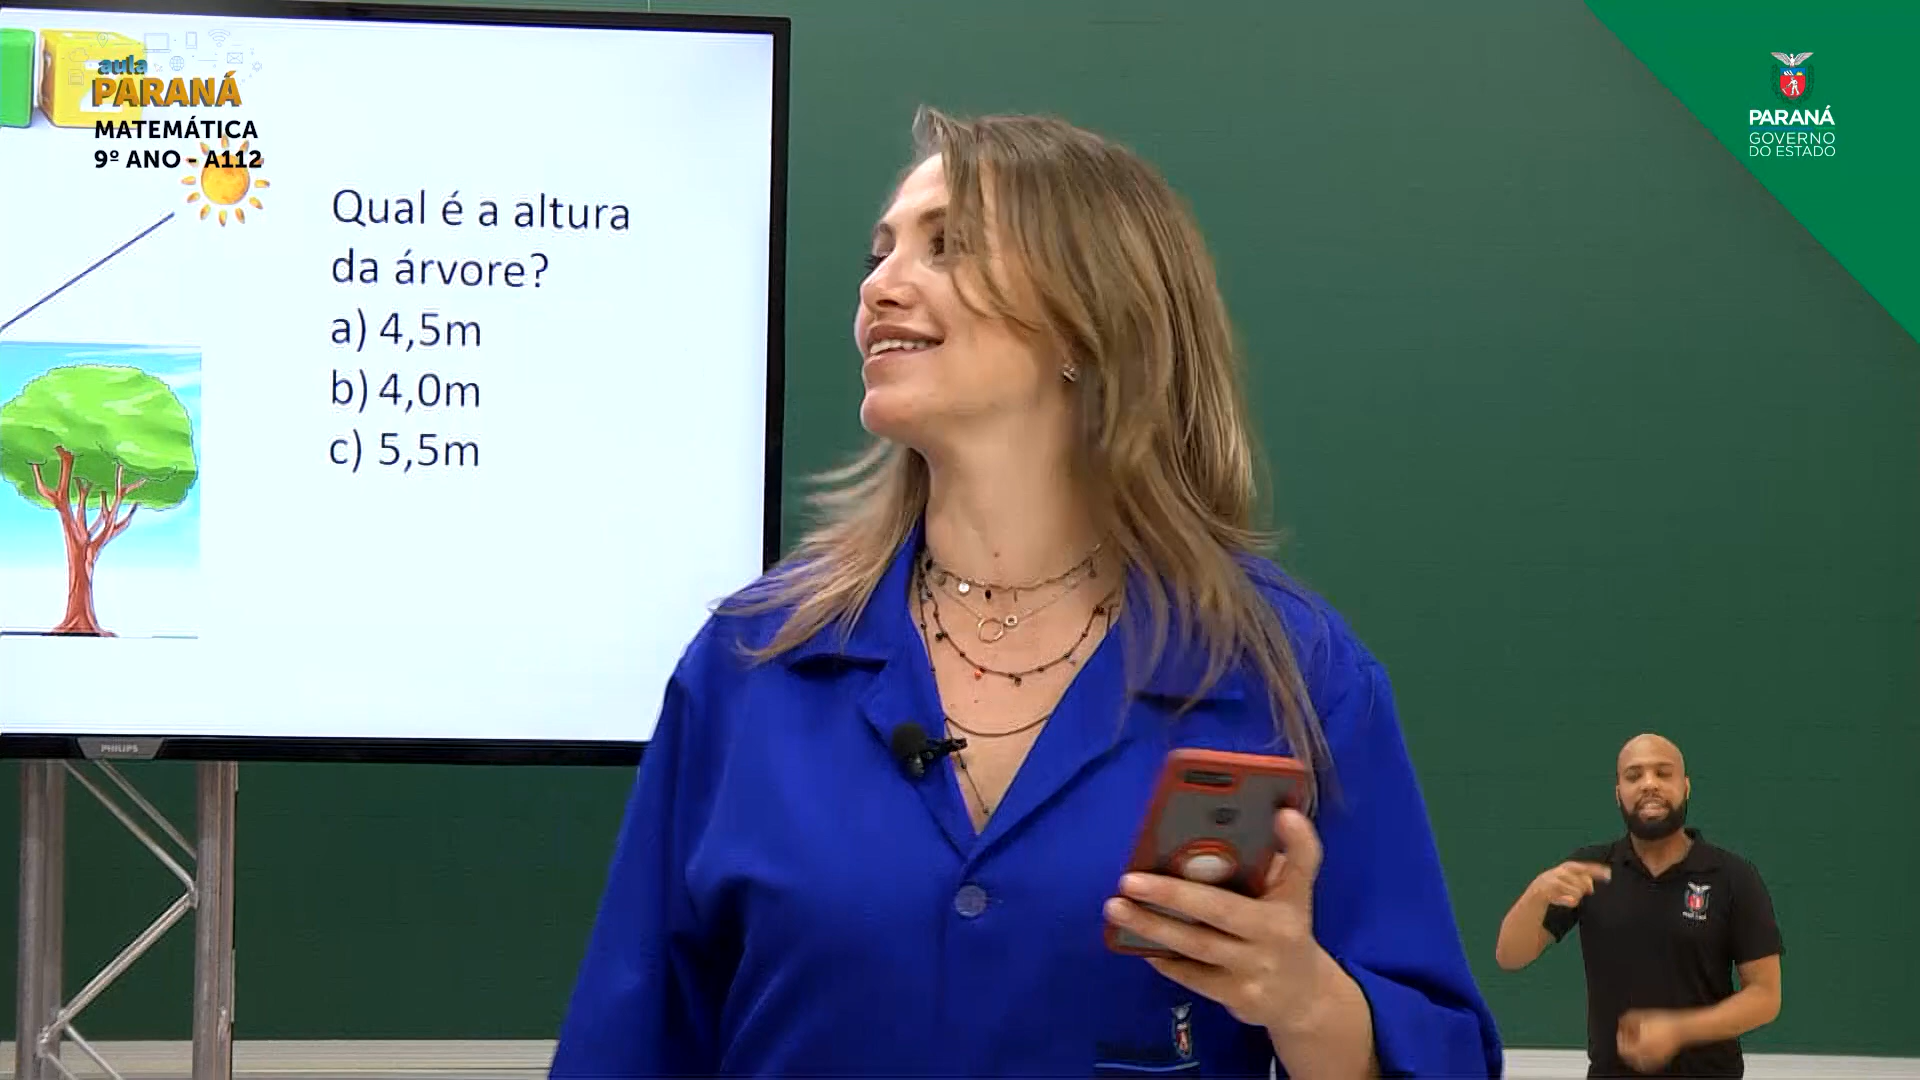 aula
PARANÁ
MATEMÁTICA
9º ANO - A112
Qual é a altura
da árvore?
a) 4,5m
b) 4,0m
c) 5,5m
PHILIPS
PARANÁ
GOVERNO
DO ESTADO